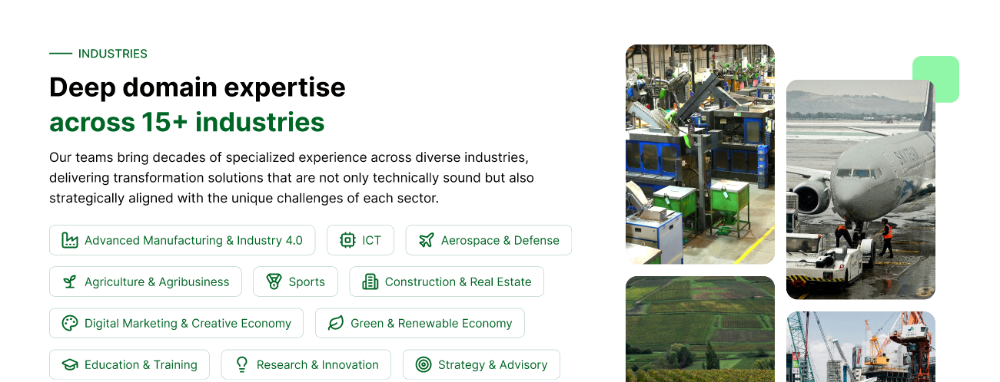 INDUSTRIES
Deep domain expertise
across 15+ industries
Our teams bring decades of specialized experience across diverse industries,
delivering transformation solutions that are not only technically sound but also
strategically aligned with the unique challenges of each sector.
Advanced Manufacturing & Industry 4.0
ICT
Aerospace & Defense
Agriculture & Agribusiness
Sports
Construction & Real Estate
Digital Marketing & Creative Economy
Green & Renewable Economy
Education & Training
Research & Innovation
Strategy & Advisory